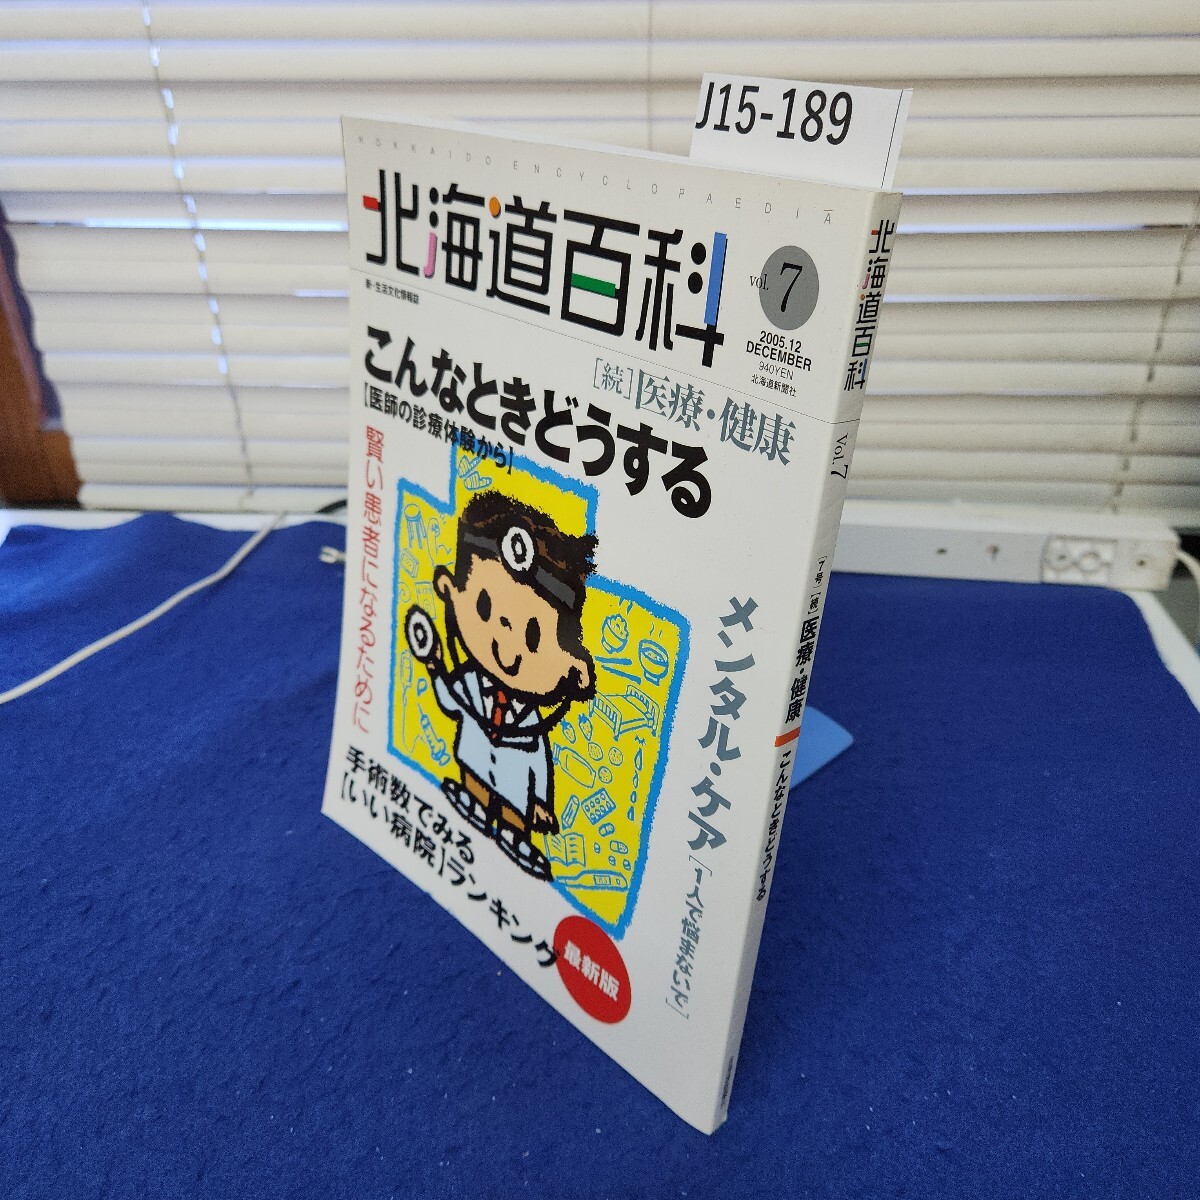 J15-189
HOKKAIDO ENCYCLOPAEDIA
北海道百科
新・生活文化情報誌
vol. 7
2005.12
DECEMBER
940YEN
北海道新聞社
[続]医療・健康
こんなときどうする
[医師の診療体験から]
賢い患者になるために
メンタル・ケア
[1人で悩まないで]
手術数でみる
[いい病院]ランキング
最新版
北海道百科
Vol.7
[7号] [続]医療・健康
こんなときどうする